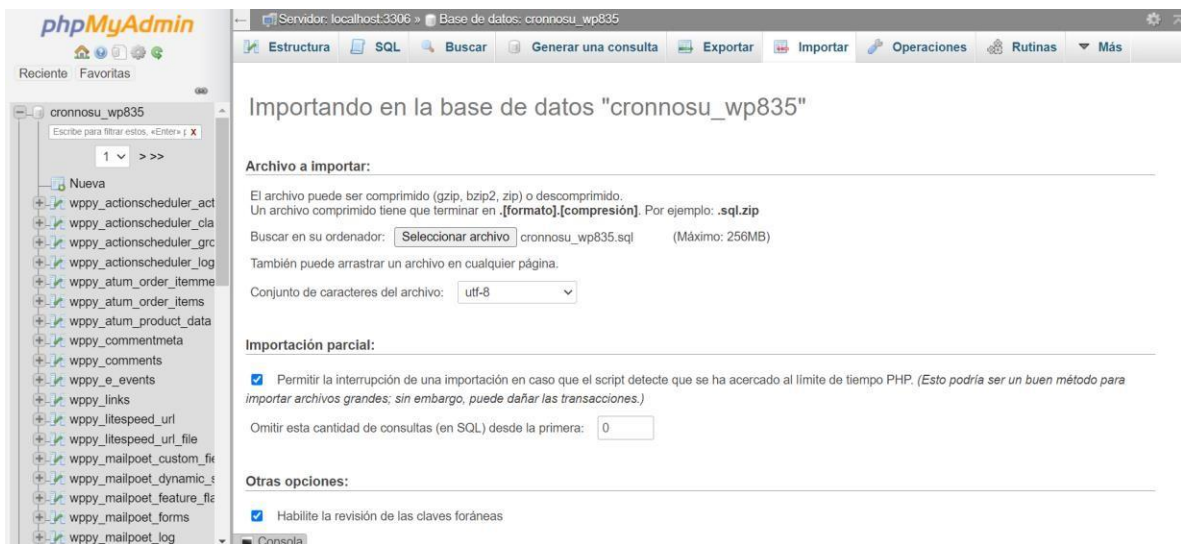 phpMyAdmin
Reciente Favoritas
cronnosu_wp835
Escribe para filtrar estos, «Enter» p X
1 > >>
Nueva
wppy_actionscheduler_act
wppy_actionscheduler_cla
wppy_actionscheduler_grc
wppy_actionscheduler_log
wppy_atum_order_itemme
wppy_atum_order_items
wppy_atum_product_data
wppy_commentmeta
wppy_comments
wppy_e_events
wppy_links
wppy_litespeed_url
wppy_litespeed_url_file
wppy_mailpoet_custom_fie
wppy_mailpoet_dynamic_s
wppy_mailpoet_feature_fla
wppy_mailpoet_forms
wppy_mailpoet_log
Servidor: localhost:3306 » Base de datos: cronnosu_wp835
Estructura SQL Buscar Generar una consulta Exportar Importar Operaciones Rutinas Más
Importando en la base de datos "cronnosu_wp835"
Archivo a importar:
El archivo puede ser comprimido (gzip, bzip2, zip) o descomprimido.
Un archivo comprimido tiene que terminar en .[formato].[compresión]. Por ejemplo: .sql.zip
Buscar en su ordenador: Seleccionar archivo cronnosu_wp835.sql (Máximo: 256MB)
También puede arrastrar un archivo en cualquier página.
Conjunto de caracteres del archivo: utf-8
Importación parcial:
Permitir la interrupción de una importación en caso que el script detecte que se ha acercado al límite de tiempo PHP. (Esto podría ser un buen método para
importar archivos grandes; sin embargo, puede dañar las transacciones.)
Omitir esta cantidad de consultas (en SQL) desde la primera: 0
Otras opciones:
Habilite la revisión de las claves foráneas
Consola